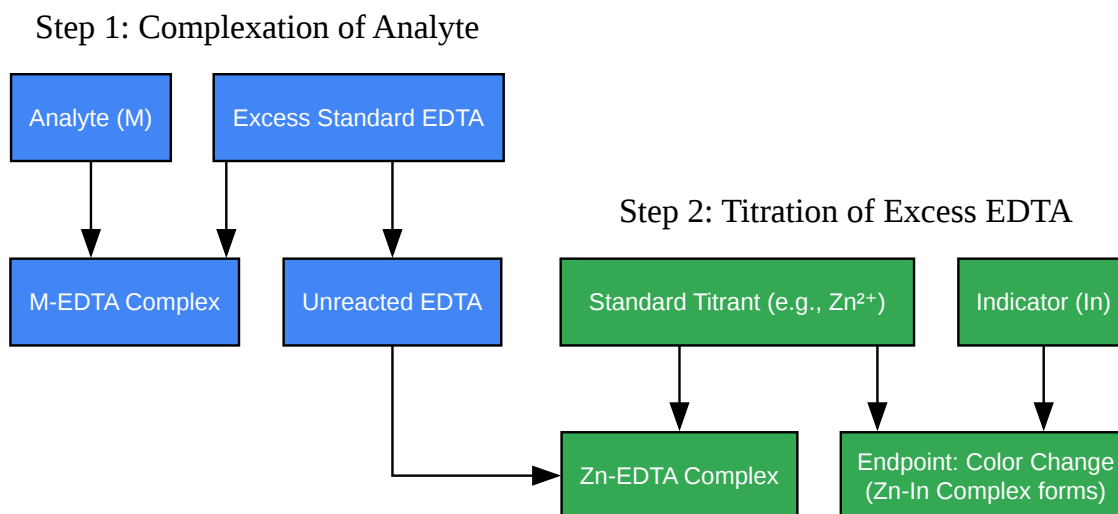 Step 1: Complexation of Analyte
Analyte (M)
Excess Standard EDTA
M-EDTA Complex
Unreacted EDTA
Step 2: Titration of Excess EDTA
Standard Titrant (e.g., Zn²⁺)
Indicator (In)
Zn-EDTA Complex
Endpoint: Color Change
(Zn-In Complex forms)